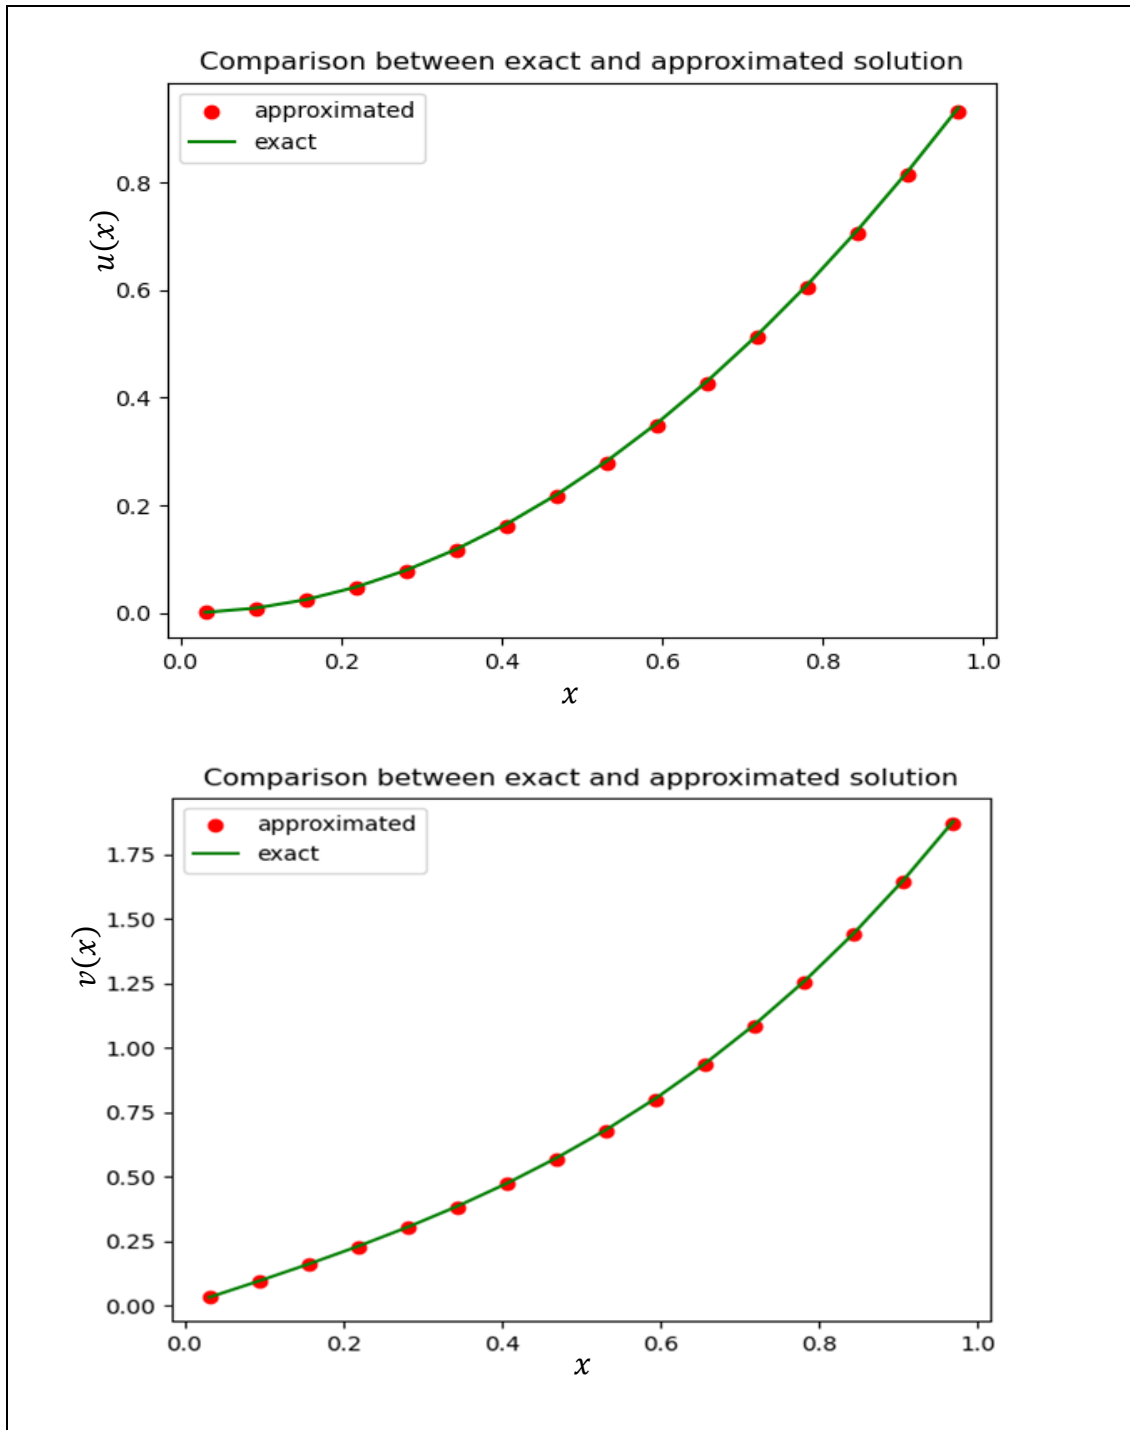 Comparison between exact and approximated solution
approximated
exact
u(x)
0.8
0.6
0.4
0.2
0.0
0.0 0.2 0.4 0.6 0.8 1.0
x
Comparison between exact and approximated solution
approximated
exact
v(x)
1.75
1.50
1.25
1.00
0.75
0.50
0.25
0.00
0.0 0.2 0.4 0.6 0.8 1.0
x